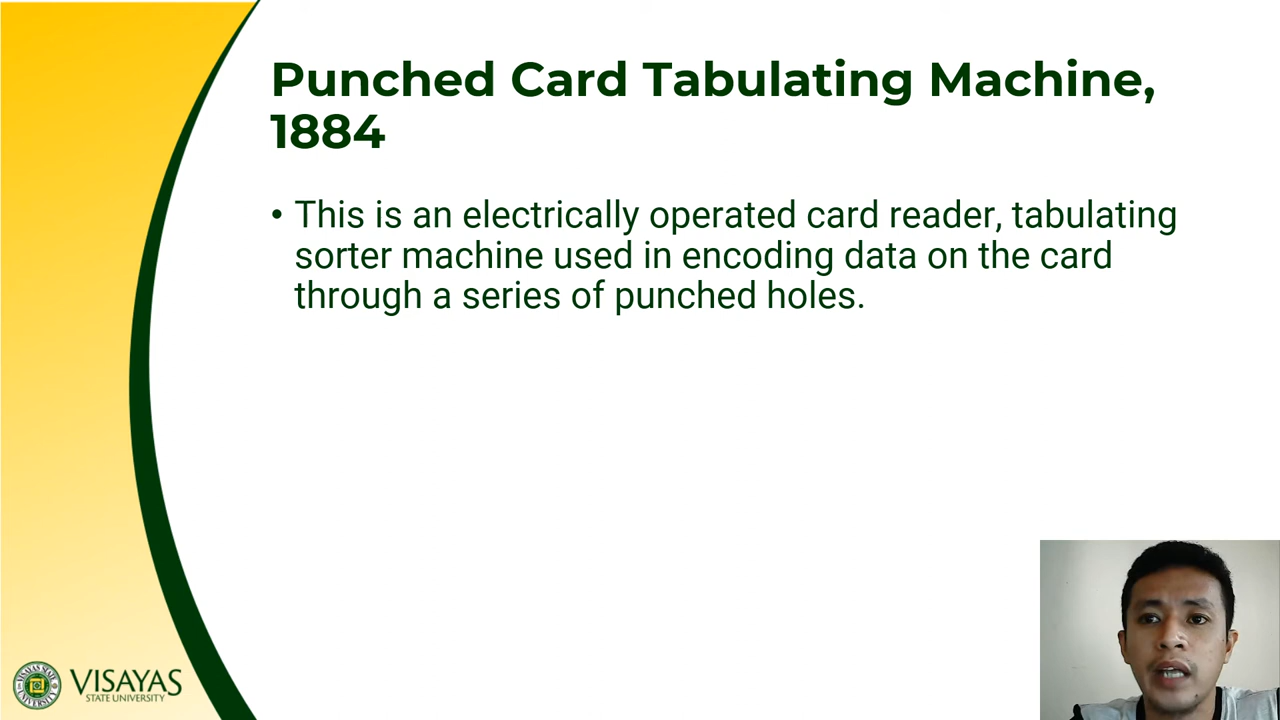 Punched Card Tabulating Machine,
1884
• This is an electrically operated card reader, tabulating
sorter machine used in encoding data on the card
through a series of punched holes.
VISAYAS
STATE UNIVERSITY